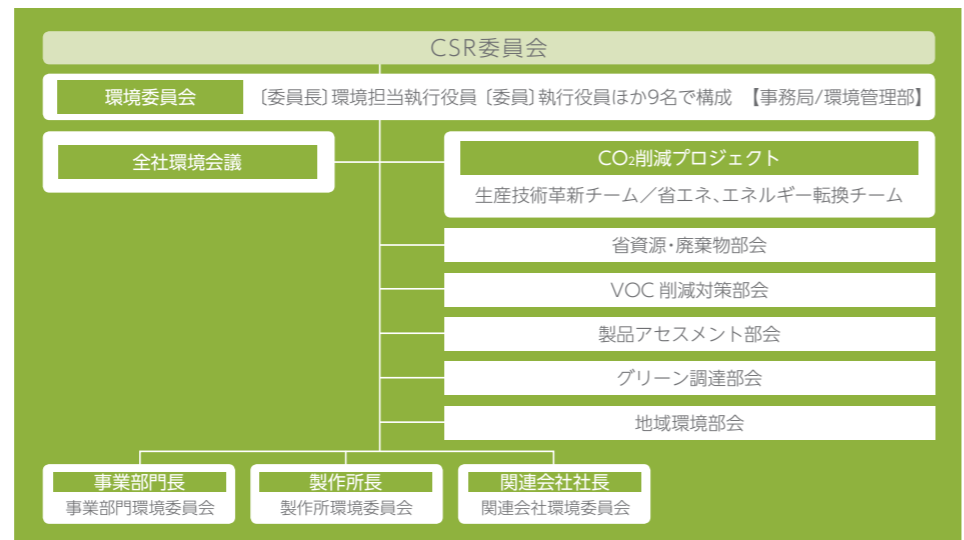 CSR委員会
環境委員会 〔委員長〕環境担当執行役員〔委員〕執行役員ほか9名で構成 【事務局/環境管理部】
全社環境会議
CO₂削減プロジェクト
生産技術革新チーム／省エネ、エネルギー転換チーム
省資源・廃棄物部会
VOC 削減対策部会
製品アセスメント部会
グリーン調達部会
地域環境部会
事業部門長
事業部門環境委員会
製作所長
製作所環境委員会
関連会社社長
関連会社環境委員会